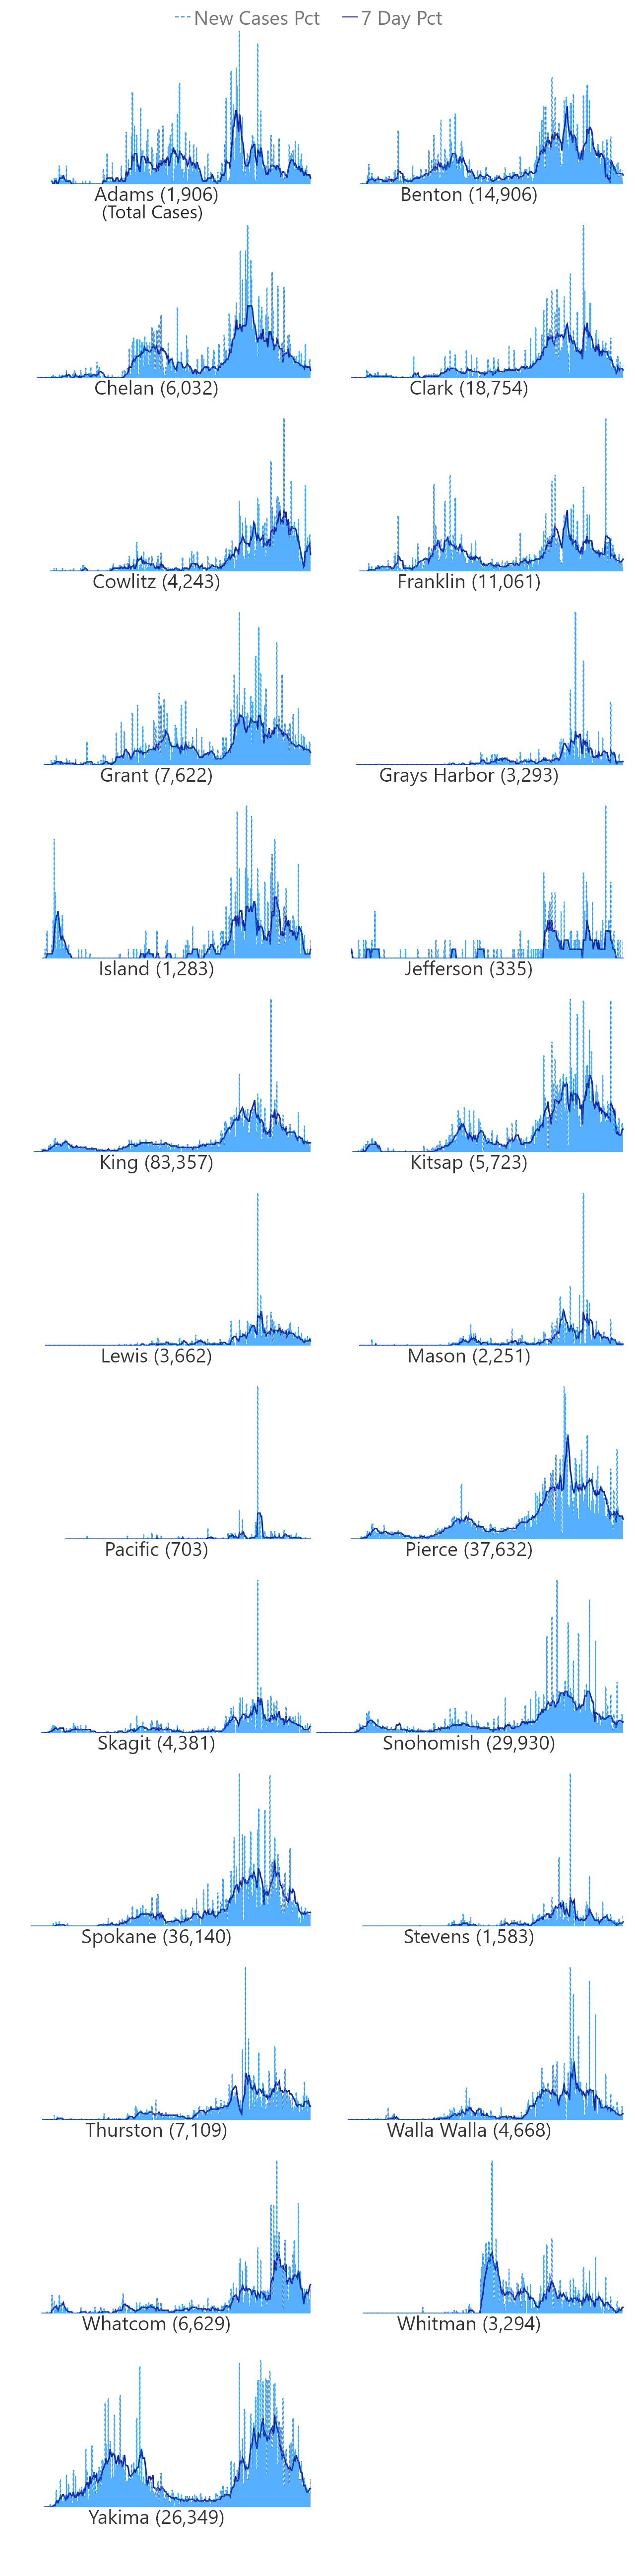 New Cases Pct 7 Day Pct
Adams (1,906) Benton (14,906)
(Total Cases)
Chelan (6,032) Clark (18,754)
Cowlitz (4,243) Franklin (11,061)
Grant (7,622) Grays Harbor (3,293)
Island (1,283) Jefferson (335)
King (83,357) Kitsap (5,723)
Lewis (3,662) Mason (2,251)
Pacific (703) Pierce (37,632)
Skagit (4,381) Snohomish (29,930)
Spokane (36,140) Stevens (1,583)
Thurston (7,109) Walla Walla (4,668)
Whatcom (6,629) Whitman (3,294)
Yakima (26,349)